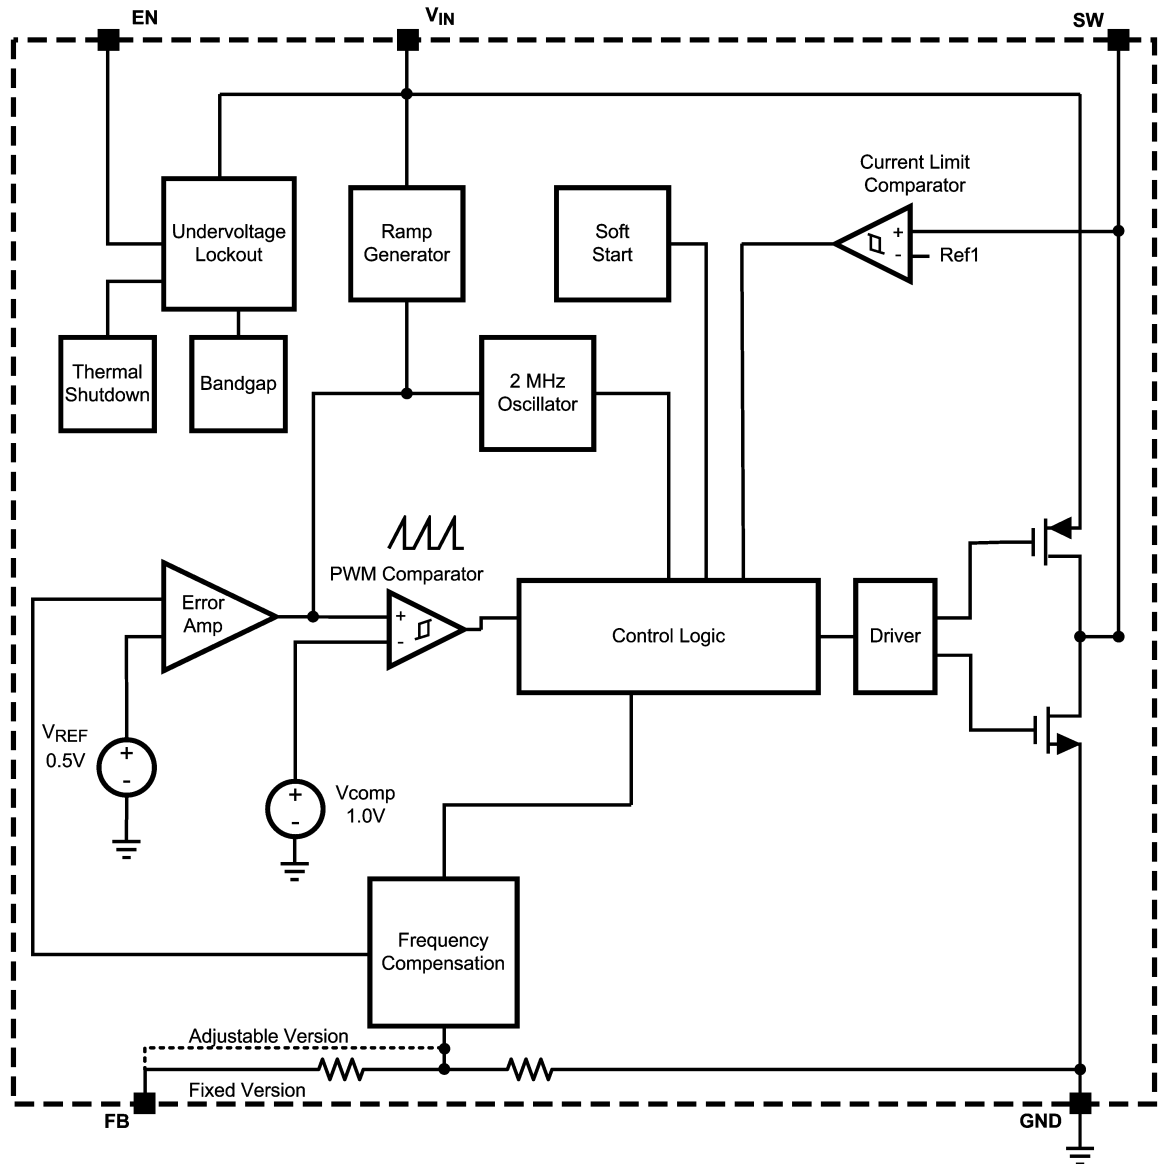 EN
VIN
SW
Current Limit
Comparator
Undervoltage
Lockout
Ramp
Generator
Soft
Start
+
-
Ref1
Thermal
Shutdown
Bandgap
2 MHz
Oscillator
PWM Comparator
Error
Amp
+
-
Control Logic
Driver
VREF
0.5V
+
-
Vcomp
1.0V
+
-
Frequency
Compensation
Adjustable Version
Fixed Version
FB
GND